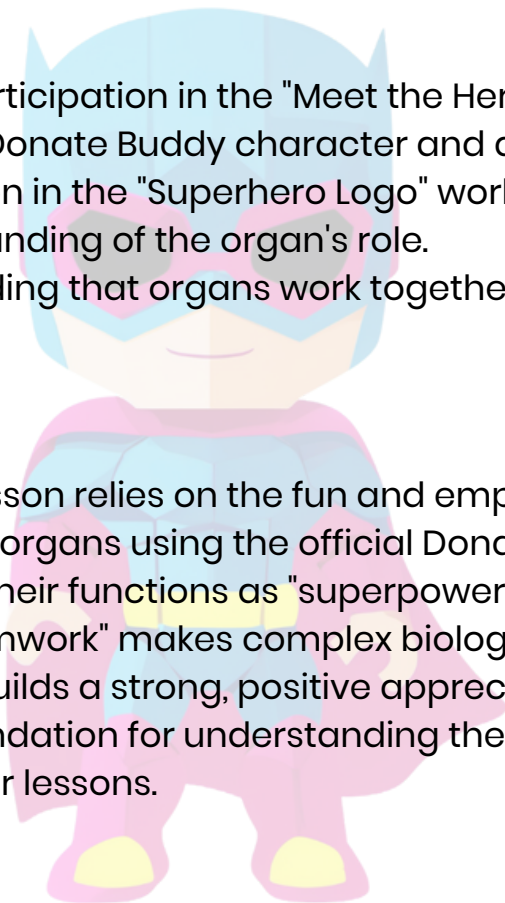 rticipation in the "Meet the Her
Donate Buddy character and
n in the "Superhero Logo" wor
nding of the organ's role.
ding that organs work togethe
sson relies on the fun and emp
organs using the official Dona
heir functions as "superpower
mwork" makes complex biolog
uilds a strong, positive apprec
ndation for understanding the
r lessons.